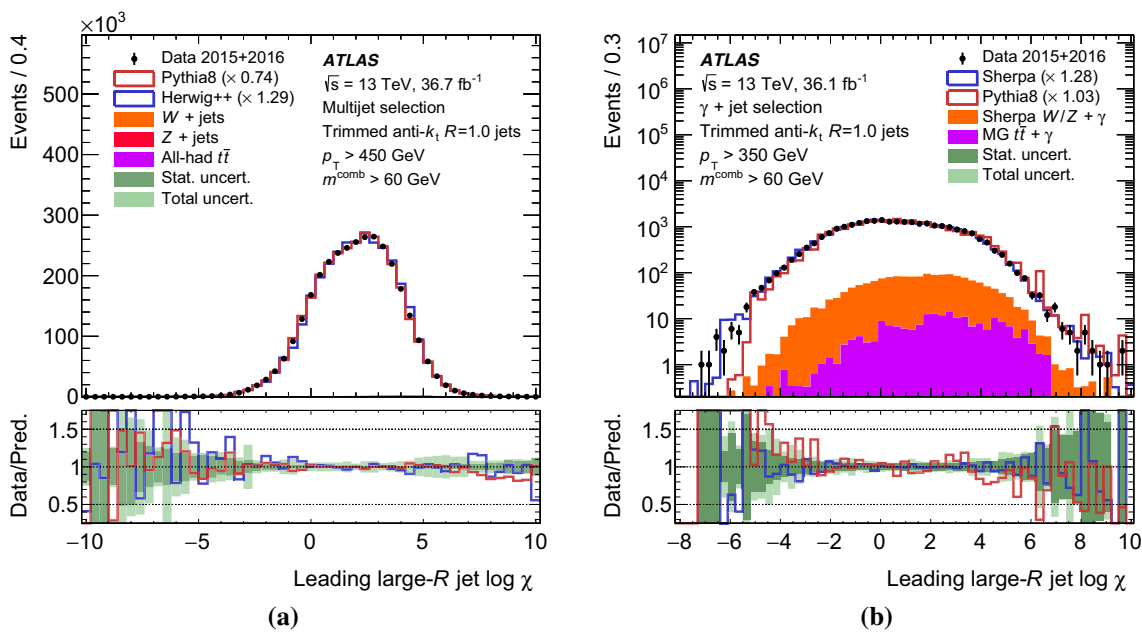 ×10³
Events / 0.4
500
400
300
200
100
0
Data 2015+2016
Pythia8 (× 0.74)
Herwig++ (× 1.29)
W + jets
Z + jets
All-had tt̄
Stat. uncert.
Total uncert.
ATLAS
√s = 13 TeV, 36.7 fb⁻¹
Multijet selection
Trimmed anti-kₜ R=1.0 jets
p_T > 450 GeV
m^comb > 60 GeV
Data/Pred.
1.5
1
0.5
−10 −5 0 5 10
Leading large-R jet log χ
(a)
Events / 0.3
10⁷
10⁶
10⁵
10⁴
10³
10²
10
1
ATLAS
√s = 13 TeV, 36.1 fb⁻¹
γ + jet selection
Trimmed anti-kₜ R=1.0 jets
p_T > 350 GeV
m^comb > 60 GeV
Data 2015+2016
Sherpa (× 1.28)
Pythia8 (× 1.03)
Sherpa W/Z + γ
MG tt̄ + γ
Stat. uncert.
Total uncert.
Data/Pred.
1.5
1
0.5
−8 −6 −4 −2 0 2 4 6 8 10
Leading large-R jet log χ
(b)